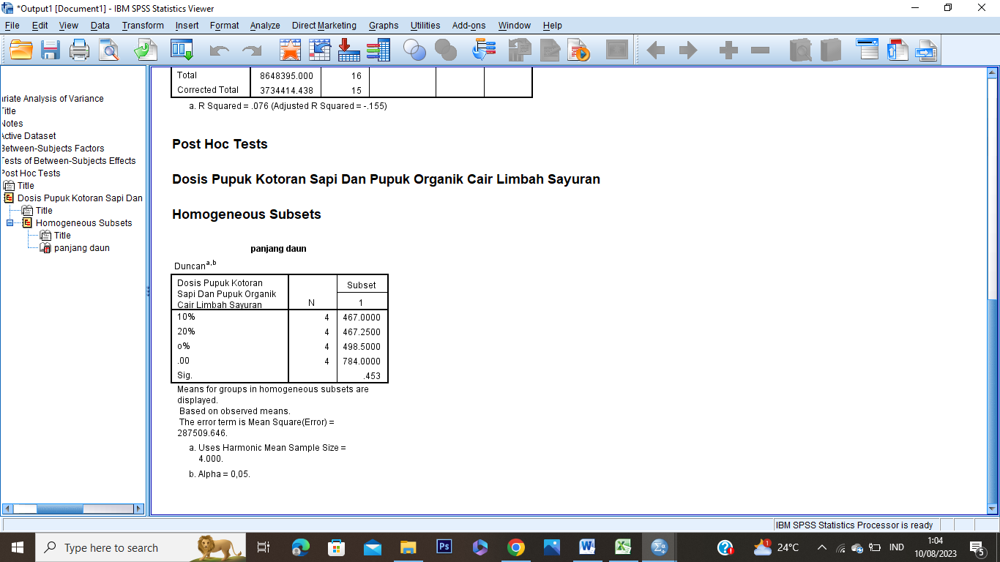 *Output1 [Document1] - IBM SPSS Statistics Viewer
File Edit View Data Transform Insert Format Analyze Direct Marketing Graphs Utilities Add-ons Window Help
riate Analysis of Variance
Title
Notes
Active Dataset
Between-Subjects Factors
Tests of Between-Subjects Effects
Post Hoc Tests
Title
Dosis Pupuk Kotoran Sapi Dan
Title
Homogeneous Subsets
Title
panjang daun
Total 8648395.000 16
Corrected Total 3734414.438 15
a. R Squared = .076 (Adjusted R Squared = -.155)
Post Hoc Tests
Dosis Pupuk Kotoran Sapi Dan Pupuk Organik Cair Limbah Sayuran
Homogeneous Subsets
panjang daun
Duncan a,b
Dosis Pupuk Kotoran
Sapi Dan Pupuk Organik
Cair Limbah Sayuran
N
Subset
1
10% 4 467.0000
20% 4 467.2500
o% 4 498.5000
.00 4 784.0000
Sig. .453
Means for groups in homogeneous subsets are
displayed.
Based on observed means.
The error term is Mean Square(Error) =
287509.646.
a. Uses Harmonic Mean Sample Size =
4.000.
b. Alpha = 0,05.
IBM SPSS Statistics Processor is ready
Type here to search
Ps
1
24°C
IND
1:04
10/08/2023
5